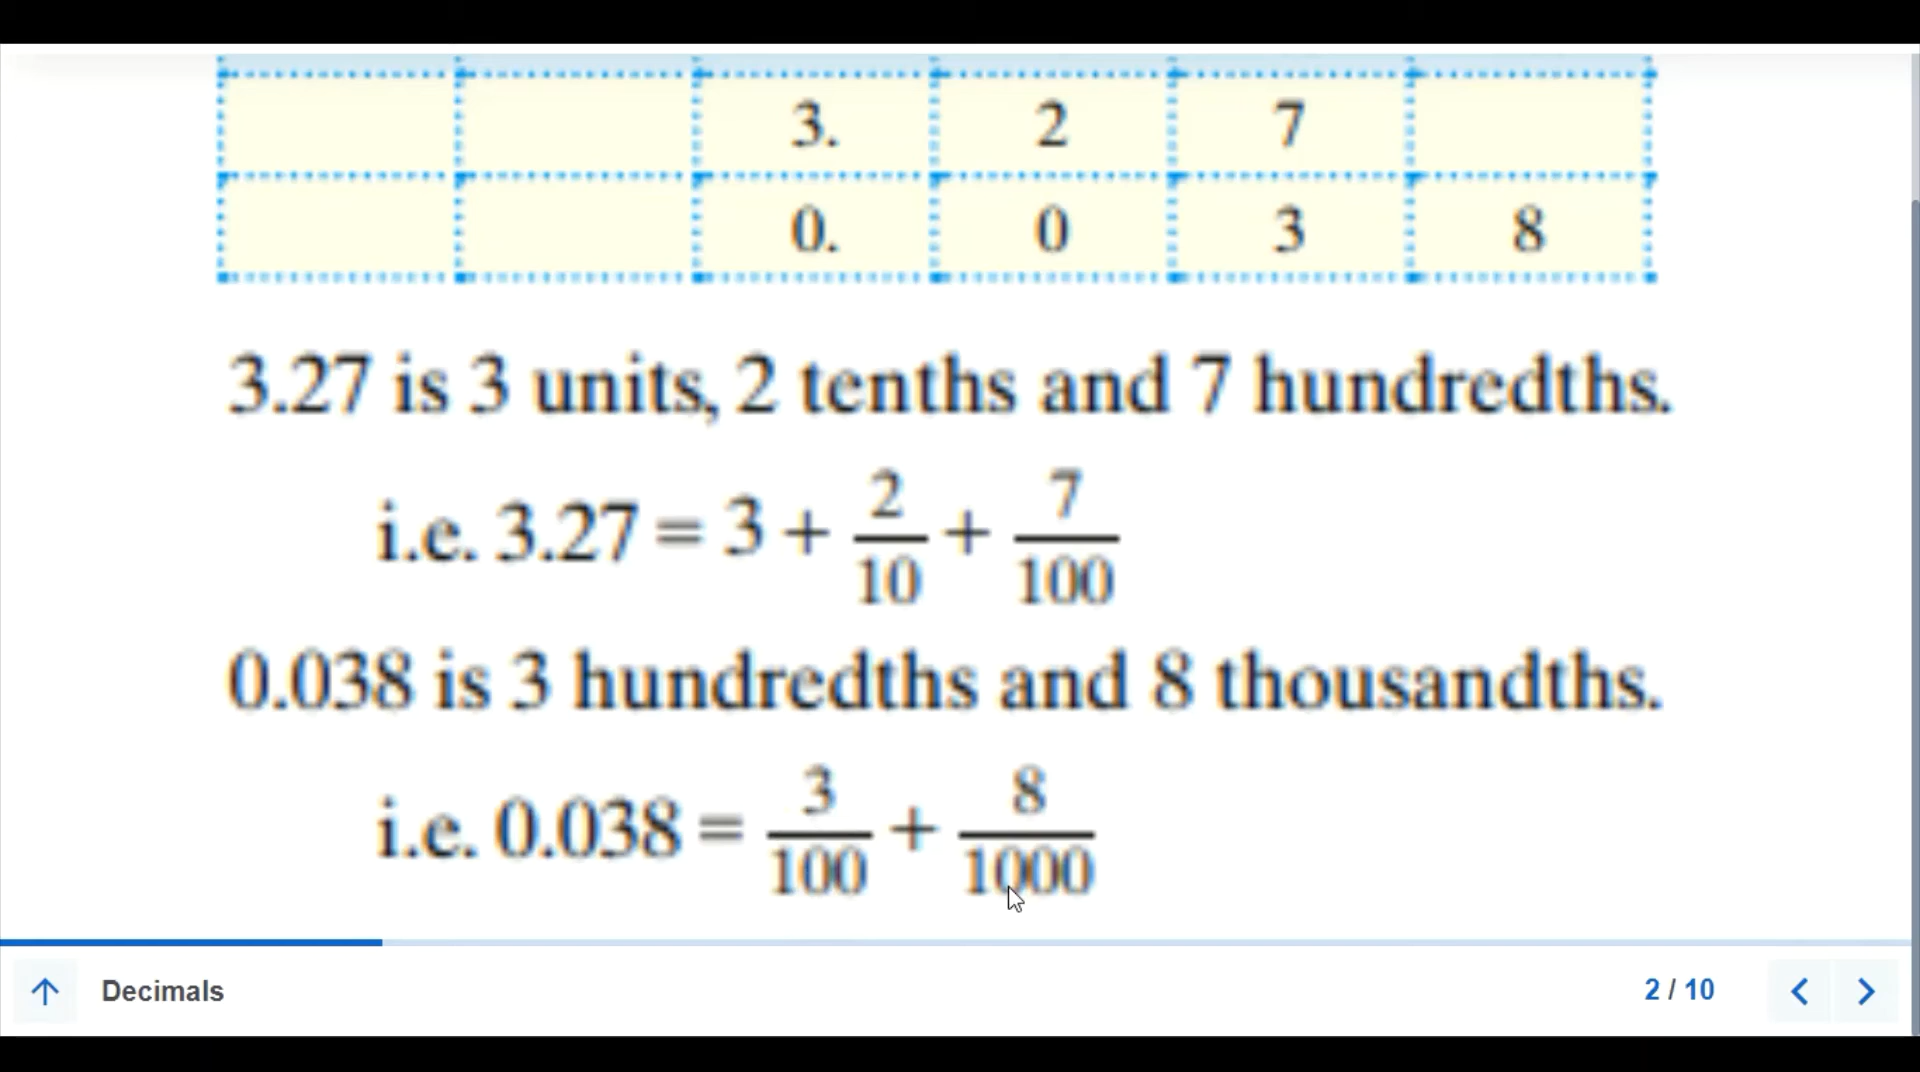 3. 2 7
0. 0 3 8
3.27 is 3 units, 2 tenths and 7 hundredths.
i.e. 3.27 = 3 + 2/10 + 7/100
0.038 is 3 hundredths and 8 thousandths.
i.e. 0.038 = 3/100 + 8/1000
Decimals 2 / 10